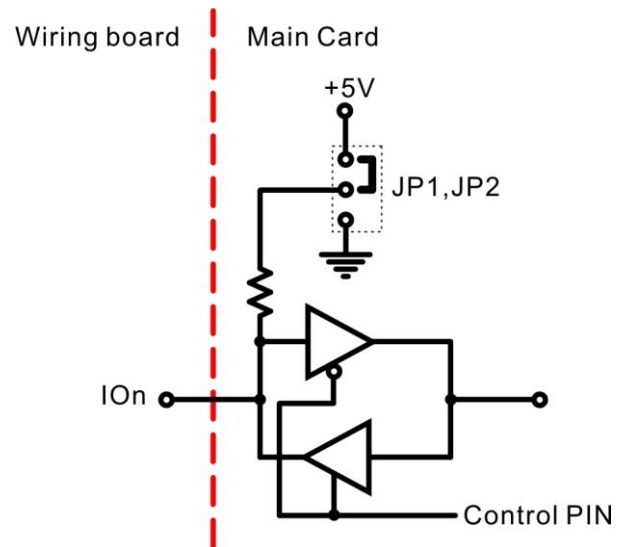 Wiring board
Main Card
+5V
JP1,JP2
IOn
Control PIN